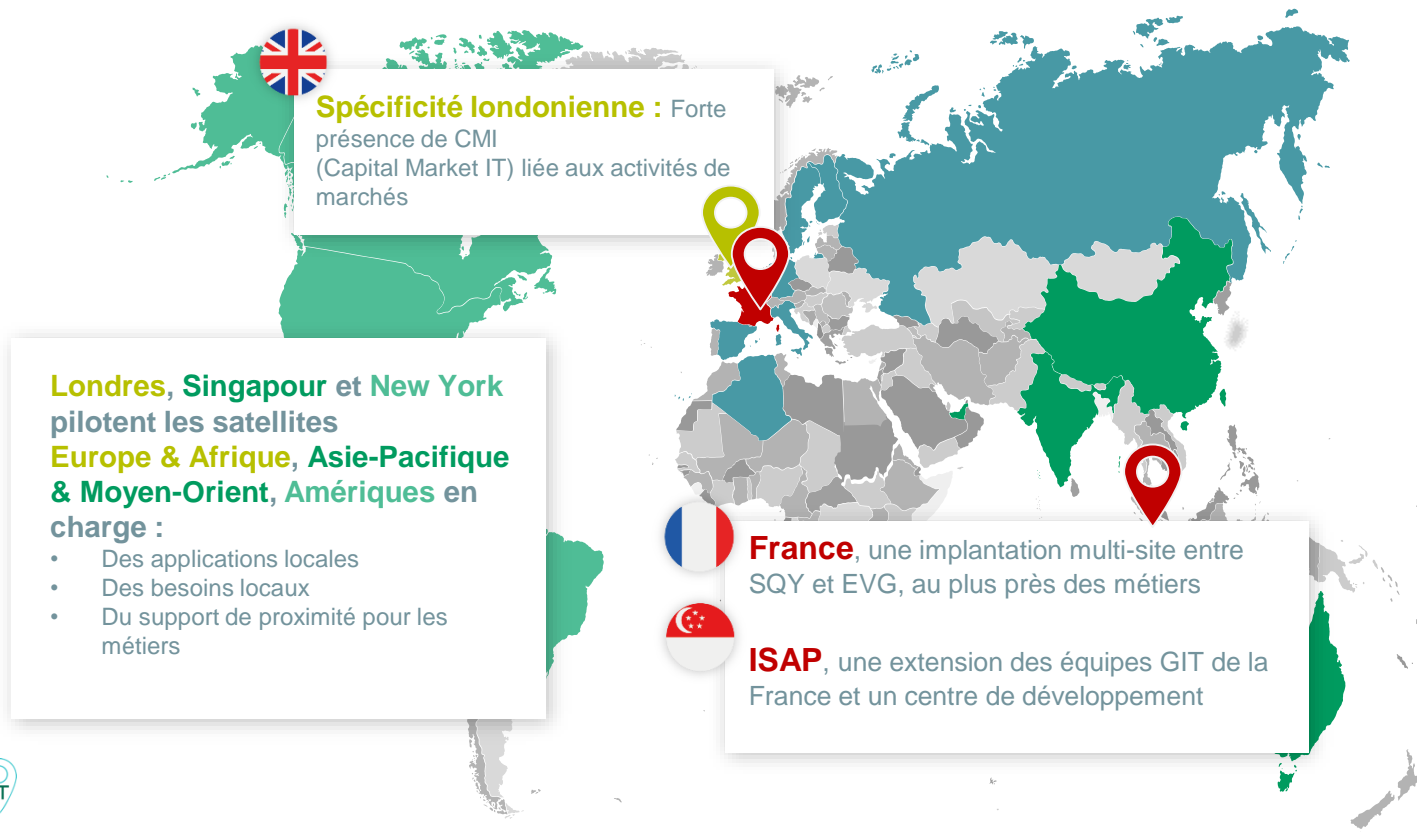 Spécificité londonienne : Forte
présence de CMI
(Capital Market IT) liée aux activités de
marchés
Londres, Singapour et New York
pilotent les satellites
Europe & Afrique, Asie-Pacifique
& Moyen-Orient, Amériques en
charge :
• Des applications locales
• Des besoins locaux
• Du support de proximité pour les
métiers
France, une implantation multi-site entre
SQY et EVG, au plus près des métiers
ISAP, une extension des équipes GIT de la
France et un centre de développement